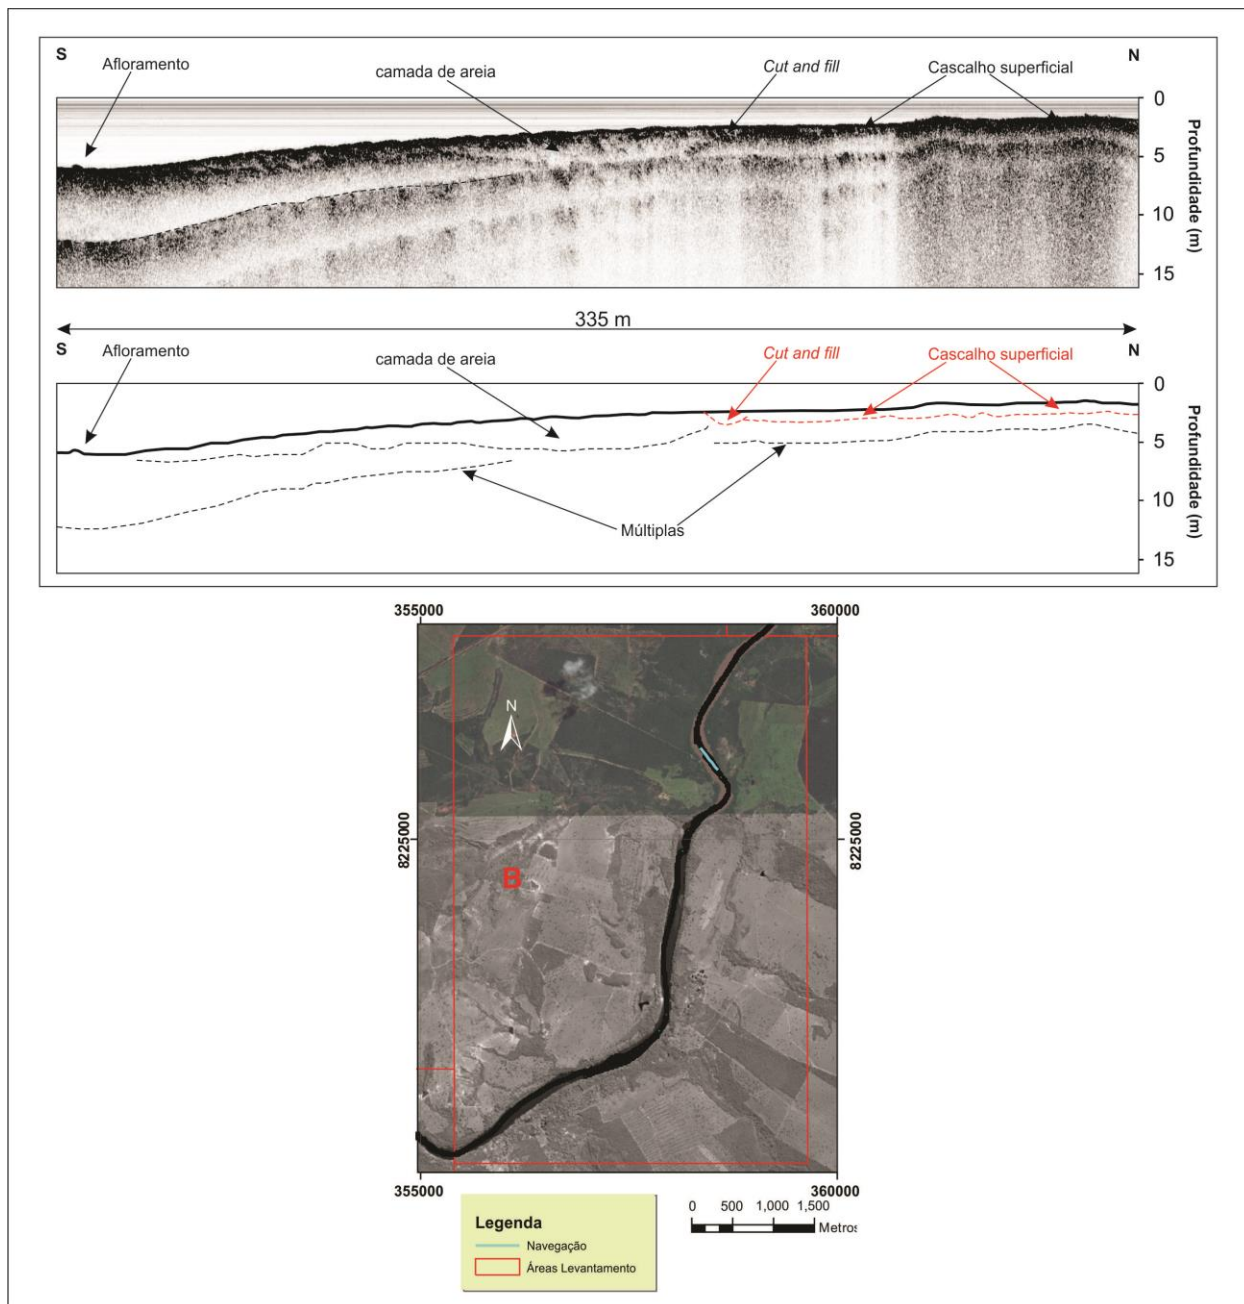 S
N
Afloramento
camada de areia
Cut and fill
Cascalho superficial
0
5
10
15
Profundidade (m)
335 m
S
N
Afloramento
camada de areia
Cut and fill
Cascalho superficial
Múltiplas
0
5
10
15
Profundidade (m)
355000
360000
N
8225000
8225000
B
355000
360000
Legenda
Navegação
Áreas Levantamento
0
500
1,000
1,500
Metros